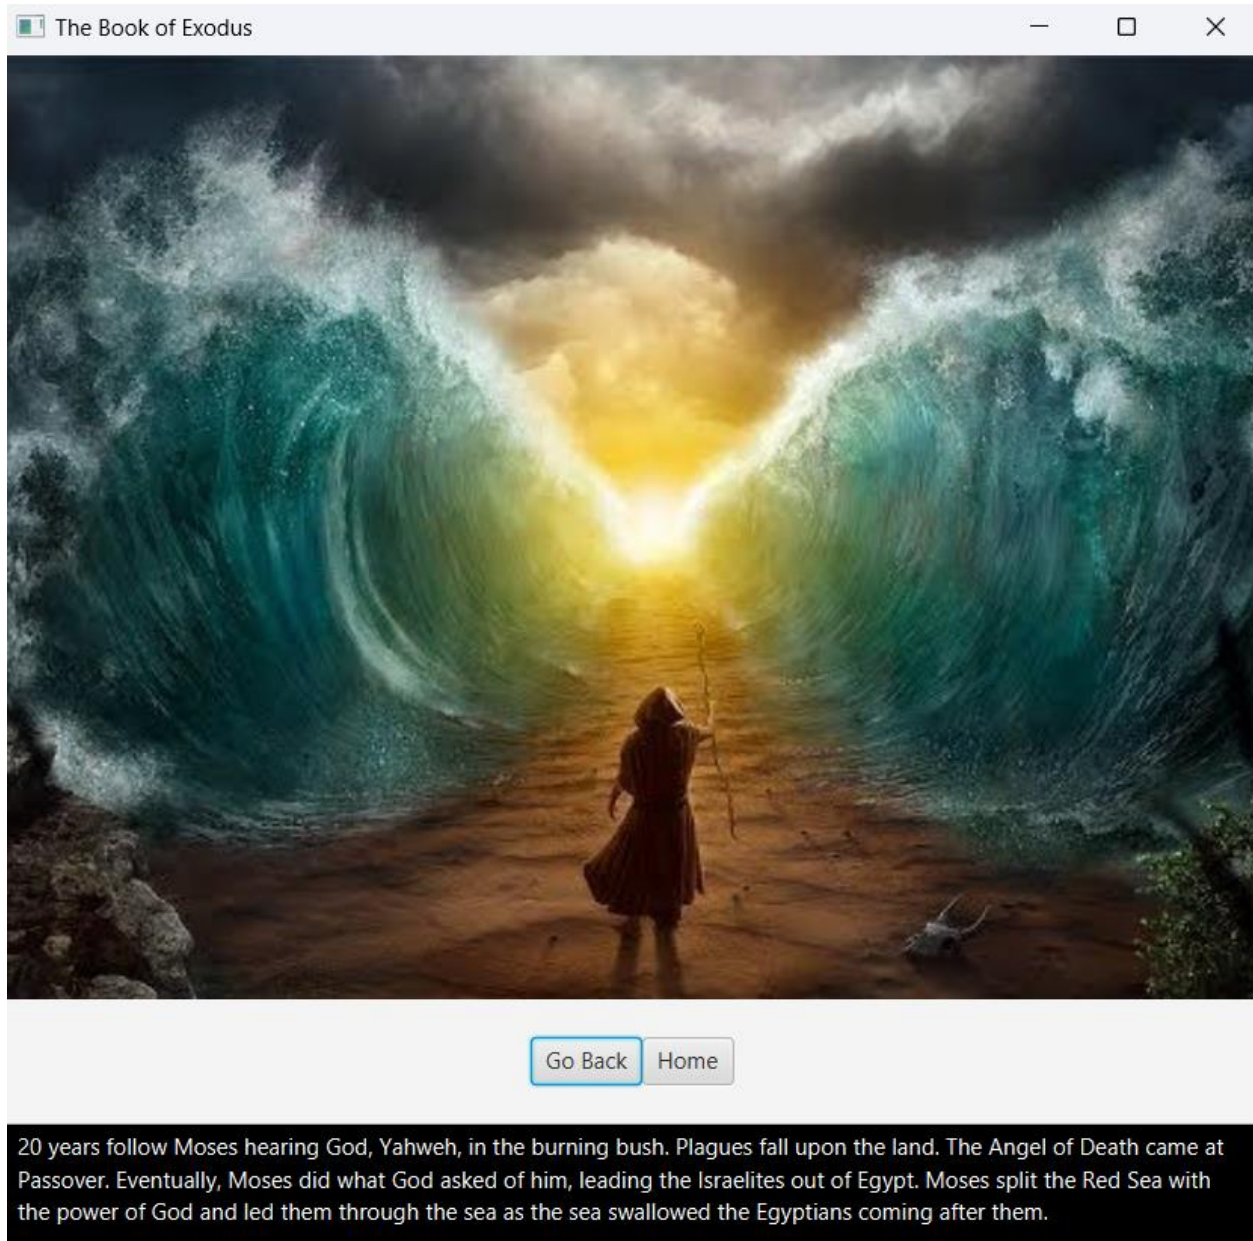 The Book of Exodus
Go Back
Home
20 years follow Moses hearing God, Yahweh, in the burning bush. Plagues fall upon the land. The Angel of Death came at
Passover. Eventually, Moses did what God asked of him, leading the Israelites out of Egypt. Moses split the Red Sea with
the power of God and led them through the sea as the sea swallowed the Egyptians coming after them.